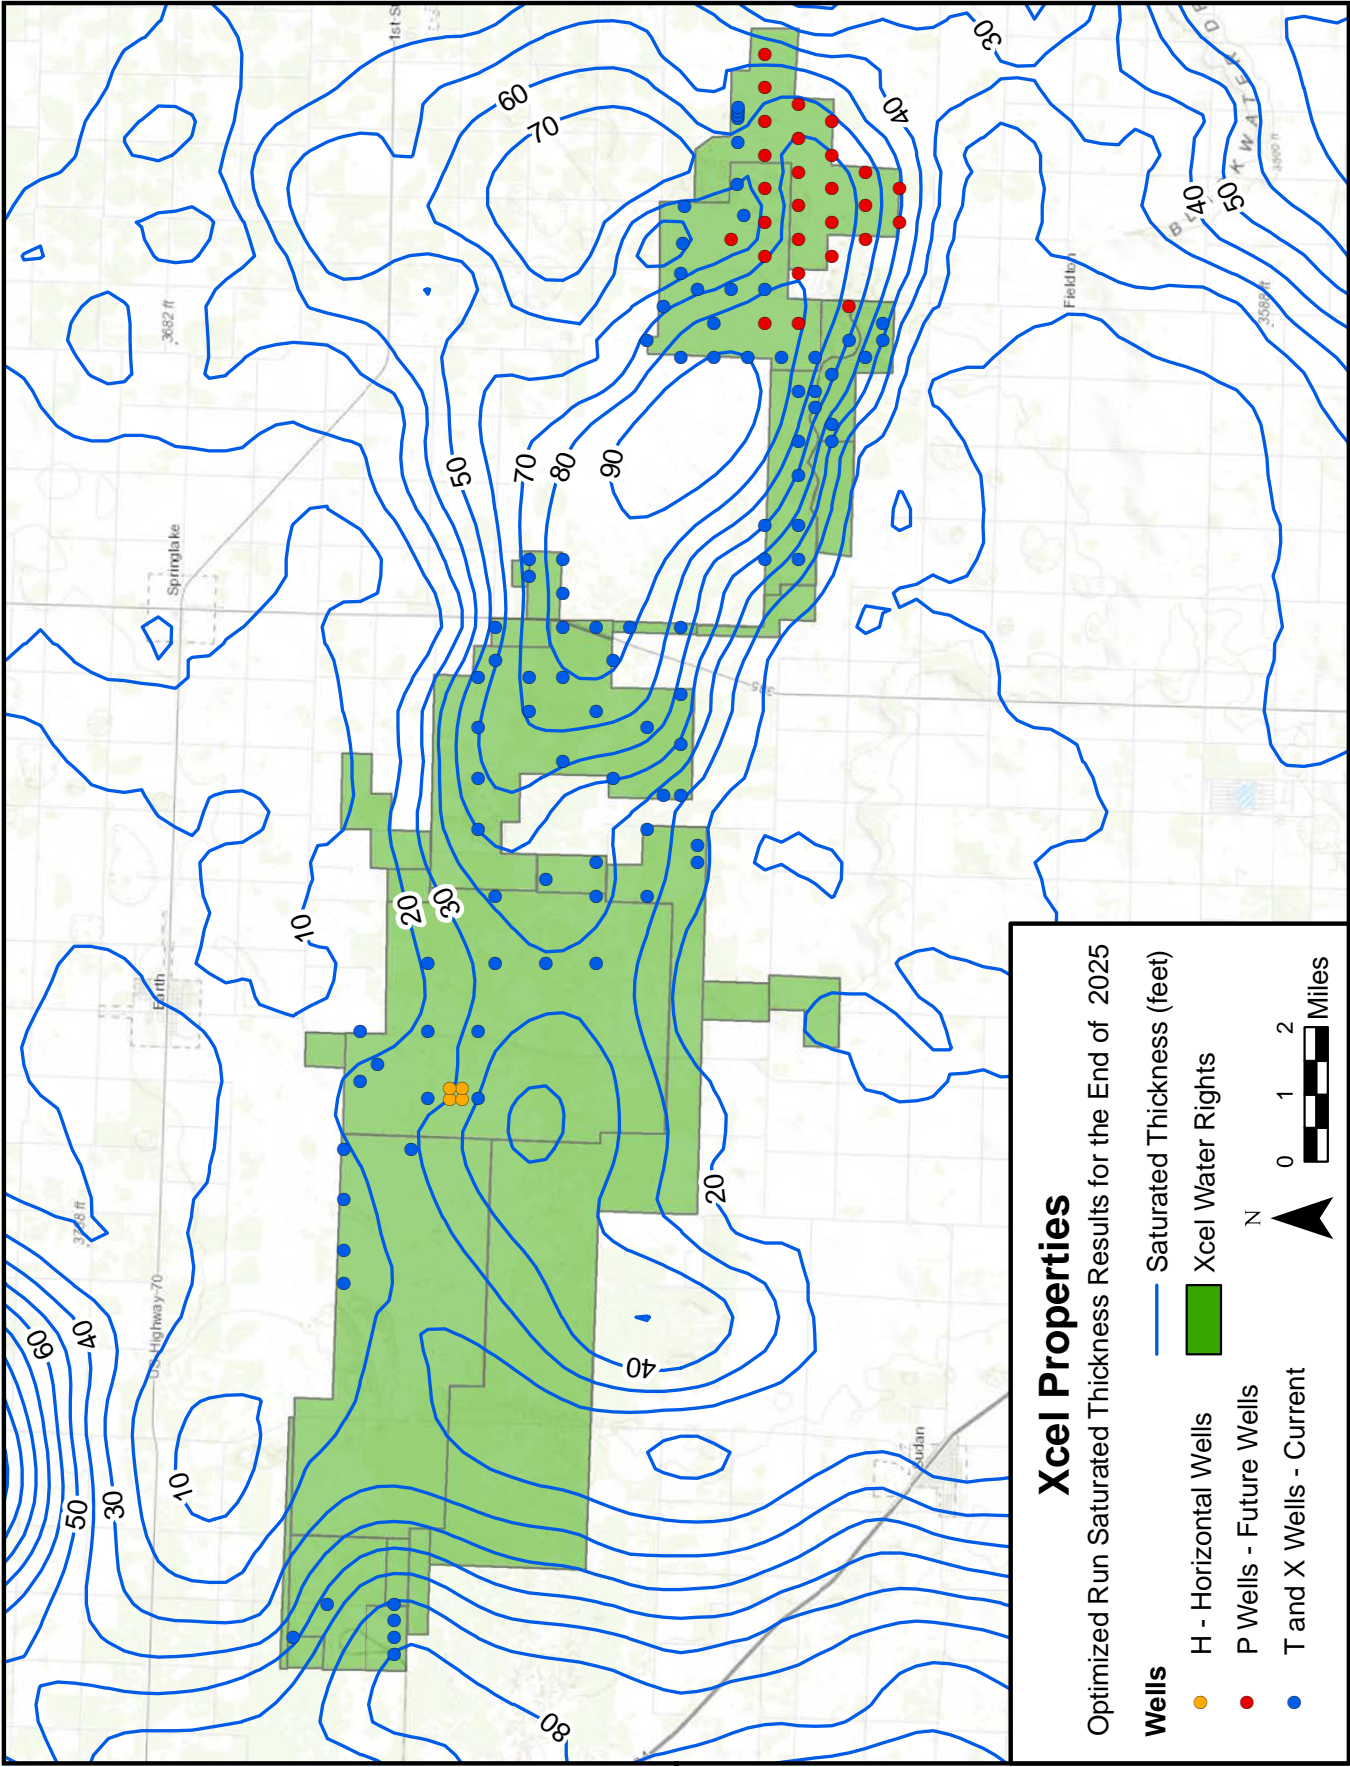 Xcel Properties
Optimized Run Saturated Thickness Results for the End of 2025
Wells
H - Horizontal Wells
P Wells - Future Wells
T and X Wells - Current
Saturated Thickness (feet)
Xcel Water Rights
N
0 1 2
Miles
60
40
50
30
10
3738 ft
US Highway-70
Earth
10
20
30
Springlake
3682 ft
1st S
50
70
80
90
60
70
30
40
40
50
Fieldton
3588 ft
385
20
40
80
Sudan